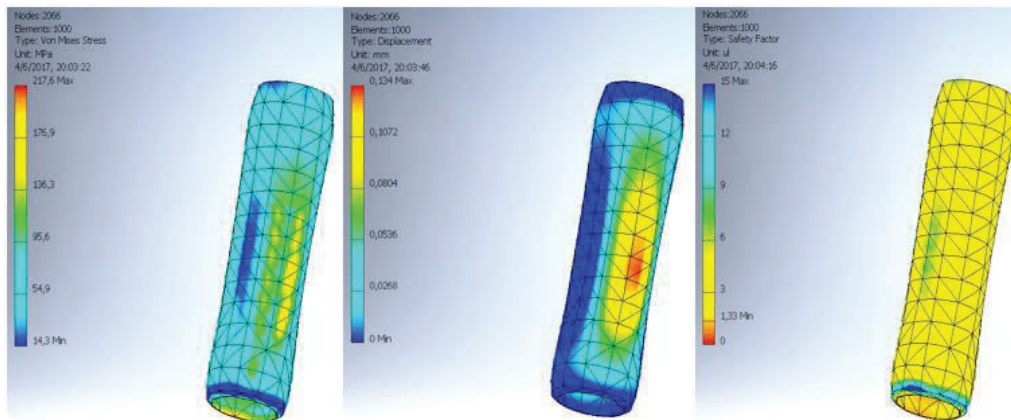 Nodes:2066
Elements:1000
Type: Von Mises Stress
Unit: MPa
4/6/2017, 20:03:22
217,6 Max
176,9
136,3
95,6
54,9
14,3 Min
Nodes:2066
Elements:1000
Type: Displacement
Unit: mm
4/6/2017, 20:03:46
0,134 Max
0,1072
0,0804
0,0536
0,0268
0 Min
Nodes:2066
Elements:1000
Type: Safety Factor
Unit: ul
4/6/2017, 20:04:16
15 Max
12
9
6
3
1,33 Min
0